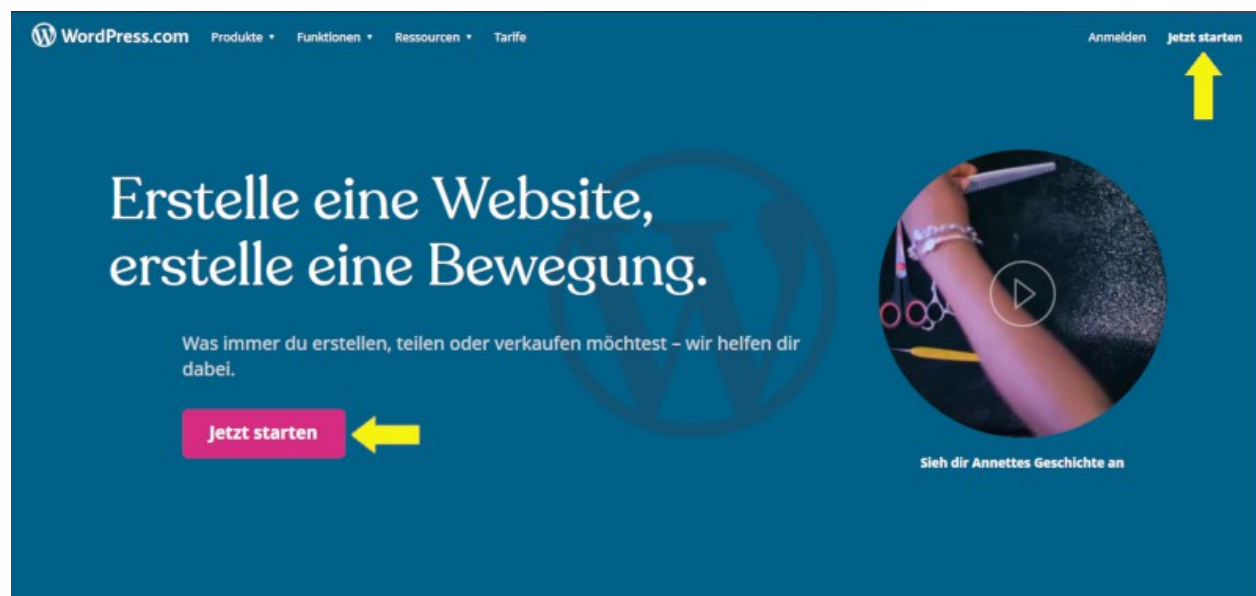 WordPress.com Produkte Funktionen Ressourcen Tarife Anmelden Jetzt starten
Erstelle eine Website,
erstelle eine Bewegung.
Was immer du erstellen, teilen oder verkaufen möchtest – wir helfen dir
dabei.
Jetzt starten
Sieh dir Annettes Geschichte an